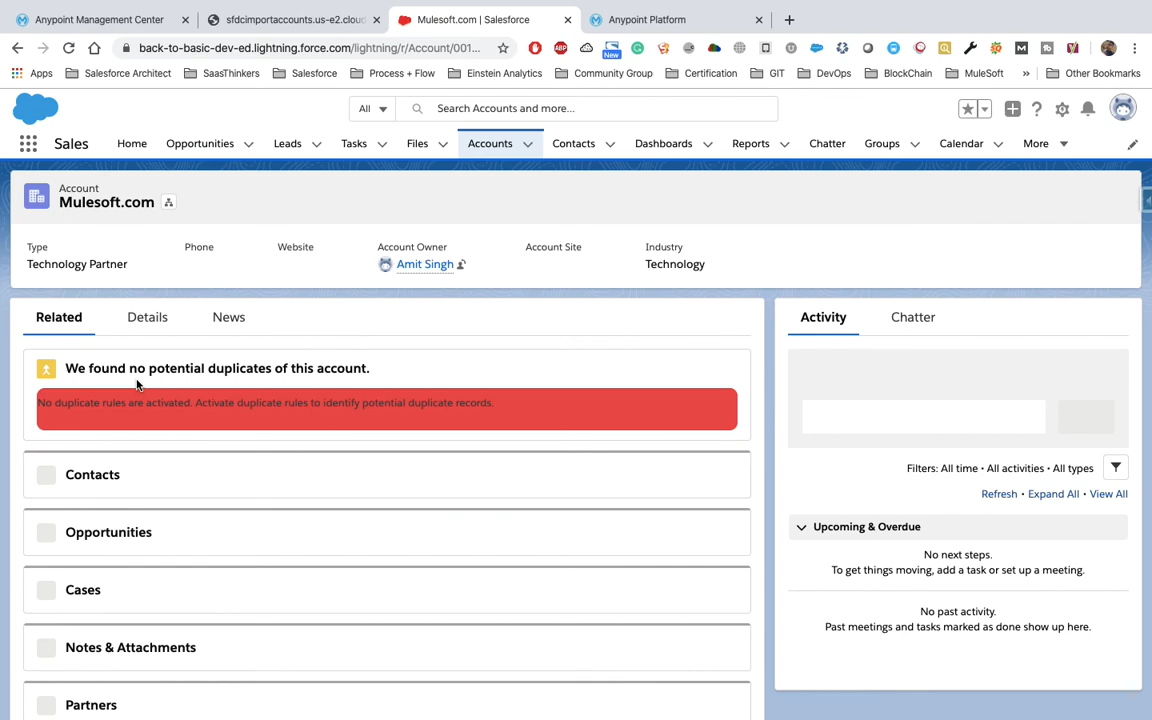 Anypoint Management Center
sfdcimportaccounts.us-e2.cloud
Mulesoft.com | Salesforce
Anypoint Platform
back-to-basic-dev-ed.lightning.force.com/lightning/r/Account/001...
ABP
New
Apps
Salesforce Architect
SaasThinkers
Salesforce
Process + Flow
Einstein Analytics
Community Group
Certification
GIT
DevOps
BlockChain
MuleSoft
»
Other Bookmarks
All
Search Accounts and more...
Sales
Home
Opportunities
Leads
Tasks
Files
Accounts
Contacts
Dashboards
Reports
Chatter
Groups
Calendar
More
Account
Mulesoft.com
Type
Phone
Website
Account Owner
Account Site
Industry
Technology Partner
Amit Singh
Technology
Related
Details
News
We found no potential duplicates of this account.
No duplicate rules are activated. Activate duplicate rules to identify potential duplicate records.
Contacts
Opportunities
Cases
Notes & Attachments
Partners
Activity
Chatter
Filters: All time • All activities • All types
Refresh • Expand All • View All
Upcoming & Overdue
No next steps.
To get things moving, add a task or set up a meeting.
No past activity.
Past meetings and tasks marked as done show up here.